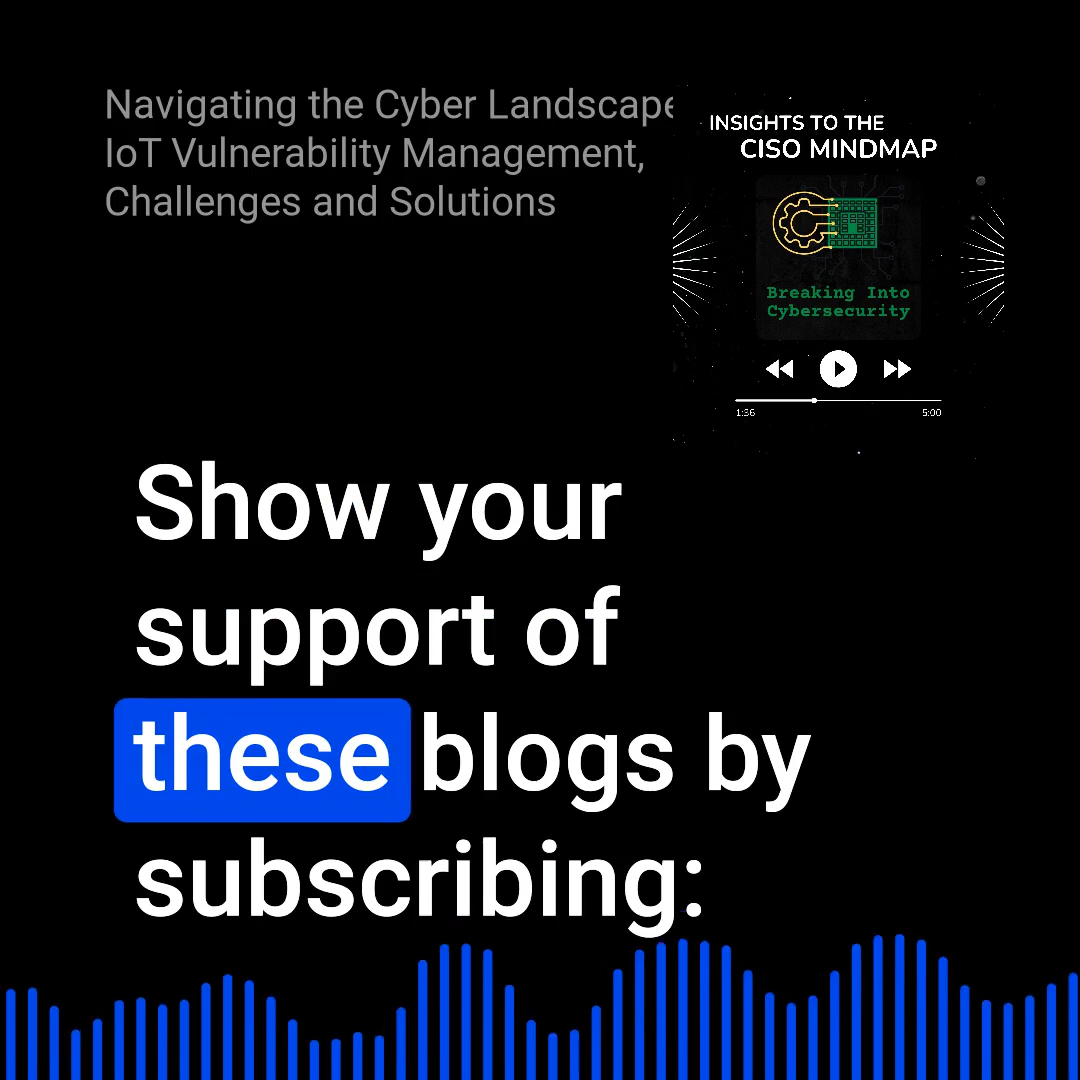 Navigating the Cyber Landscape
IoT Vulnerability Management,
Challenges and Solutions
INSIGHTS TO THE
CISO MINDMAP
Breaking Into
Cybersecurity
1:36
5:00
Show your
support of
these blogs by
subscribing: